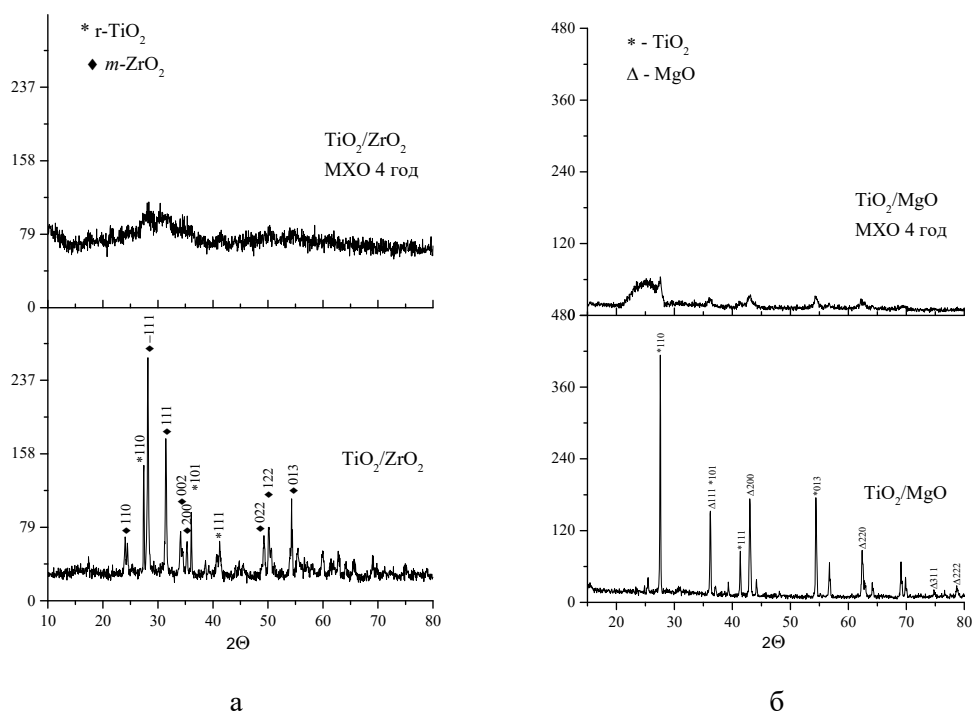 * r-TiO₂
♦ m-ZrO₂
TiO₂/ZrO₂
МХО 4 год
237
158
79
0
−111
*110
111
110
002
200
*101
*111
022
122
013
TiO₂/ZrO₂
237
158
79
0
10 20 30 40 50 60 70 80
2Θ
а
* - TiO₂
Δ - MgO
TiO₂/MgO
МХО 4 год
480
360
240
120
480
*110
Δ111 *101
*111
Δ200
*013
Δ220
Δ311
Δ222
TiO₂/MgO
360
240
120
0
20 30 40 50 60 70 80
2Θ
б